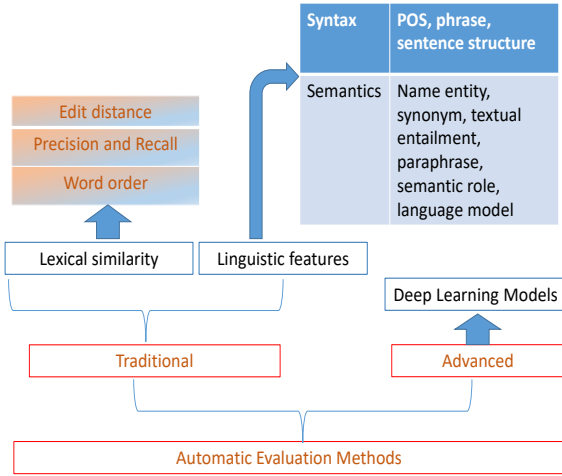 Syntax
POS, phrase,
sentence structure
Semantics
Name entity,
synonym, textual
entailment,
paraphrase,
semantic role,
language model
Edit distance
Precision and Recall
Word order
Lexical similarity
Linguistic features
Deep Learning Models
Traditional
Advanced
Automatic Evaluation Methods